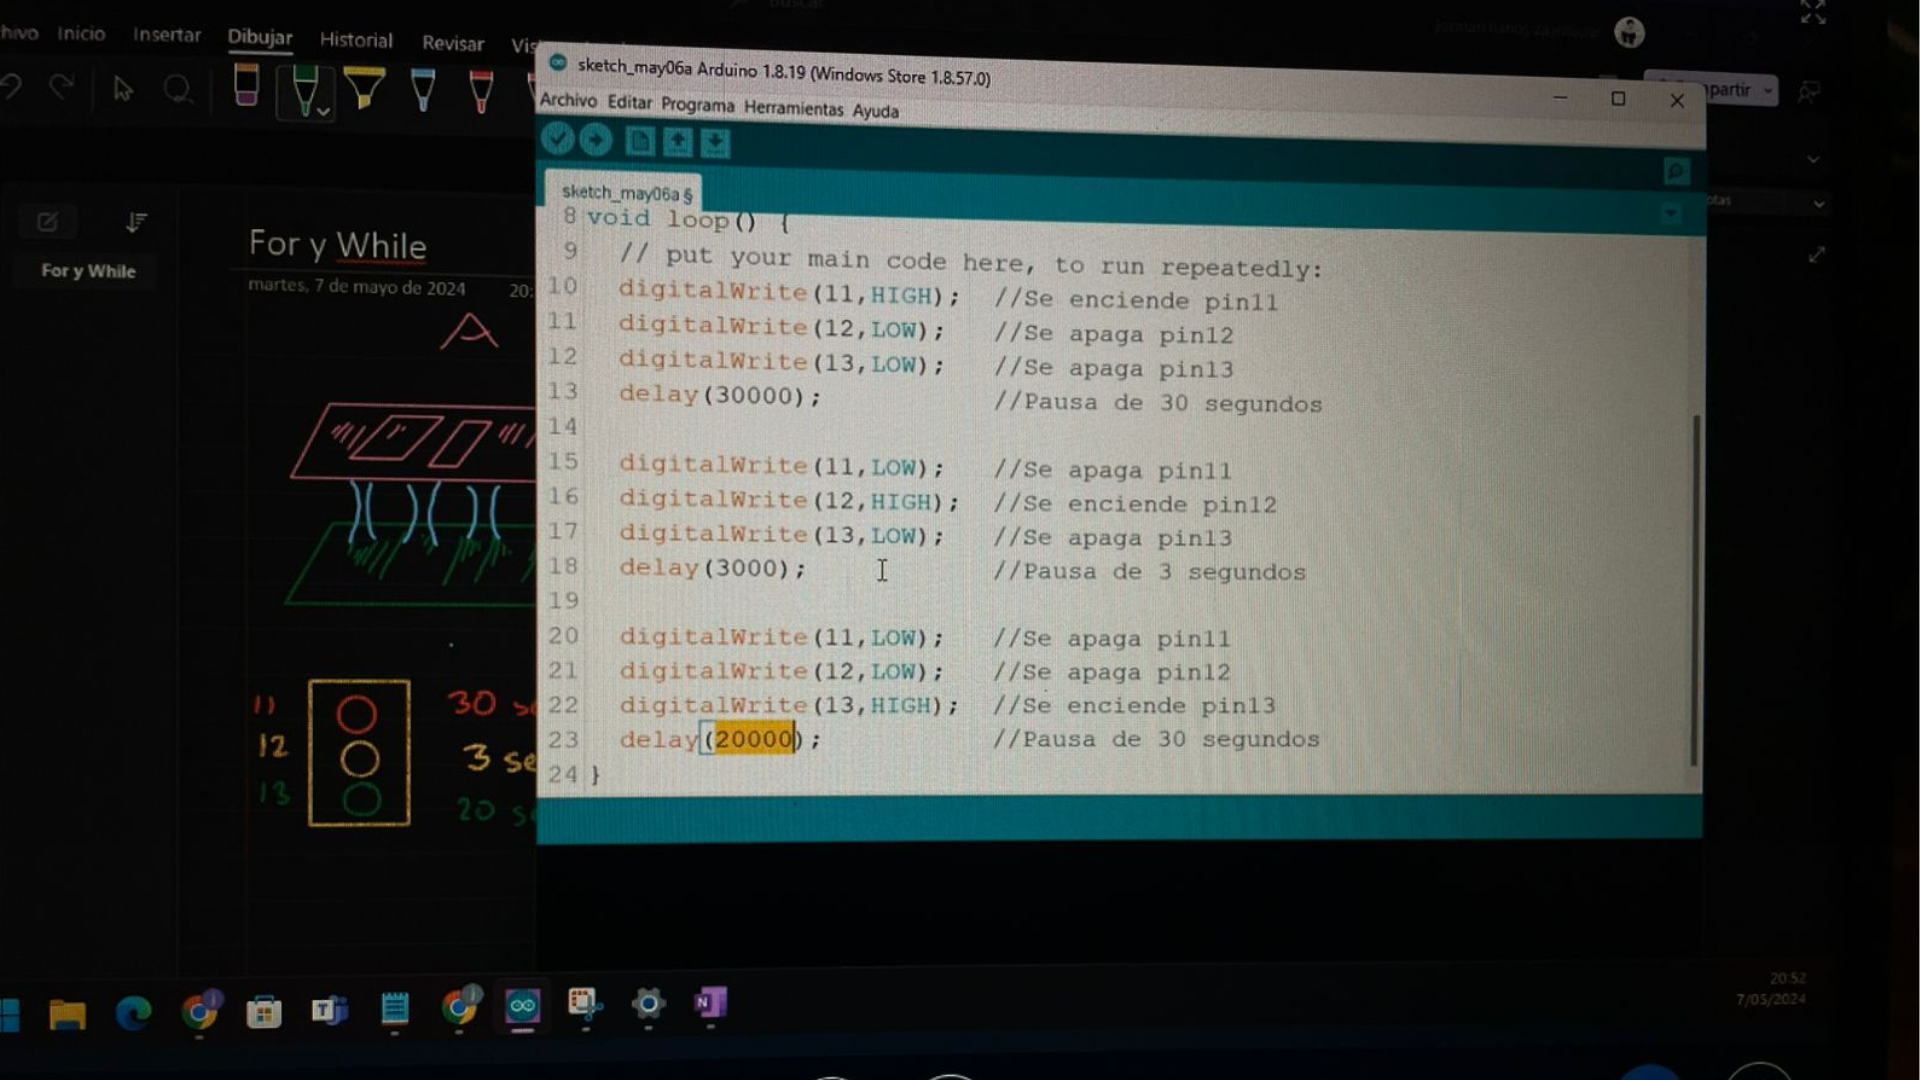 hivo Inicio Insertar Dibujar Historial Revisar Vis
partir
For y While
For y While
martes, 7 de mayo de 2024 20:
A
11 30 se
12 3 se
13 20 se
sketch_may06a Arduino 1.8.19 (Windows Store 1.8.57.0)
Archivo Editar Programa Herramientas Ayuda
sketch_may06a §
8 void loop() {
9 // put your main code here, to run repeatedly:
10 digitalWrite(11,HIGH); //Se enciende pin11
11 digitalWrite(12,LOW); //Se apaga pin12
12 digitalWrite(13,LOW); //Se apaga pin13
13 delay(30000); //Pausa de 30 segundos
14
15 digitalWrite(11,LOW); //Se apaga pin11
16 digitalWrite(12,HIGH); //Se enciende pin12
17 digitalWrite(13,LOW); //Se apaga pin13
18 delay(3000); //Pausa de 3 segundos
19
20 digitalWrite(11,LOW); //Se apaga pin11
21 digitalWrite(12,LOW); //Se apaga pin12
22 digitalWrite(13,HIGH); //Se enciende pin13
23 delay(20000); //Pausa de 30 segundos
24 }
otas
20:52
7/05/2024